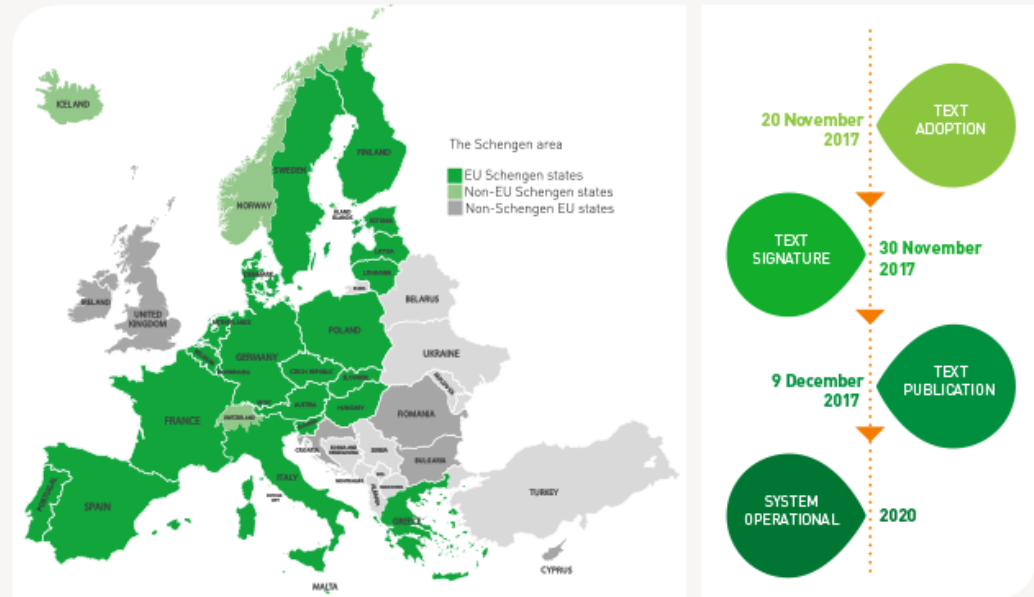 ICELAND
The Schengen area
EU Schengen states
Non-EU Schengen states
Non-Schengen EU states
FINLAND
SWEDEN
NORWAY
ÅLAND
ISLANDS
ESTONIA
LATVIA
LITHUANIA
DENMARK
IRELAND
UNITED
KINGDOM
BELARUS
NETHERLANDS
POLAND
GERMANY
UKRAINE
CZECH REPUBLIC
FRANCE
SWITZERLAND
AUSTRIA
HUNGARY
ROMANIA
CROATIA
SERBIA
BULGARIA
ITALY
PORTUGAL
SPAIN
GREECE
TURKEY
MALTA
CYPRUS
20 November
2017
TEXT
ADOPTION
TEXT
SIGNATURE
30 November
2017
9 December
2017
TEXT
PUBLICATION
SYSTEM
OPERATIONAL
2020